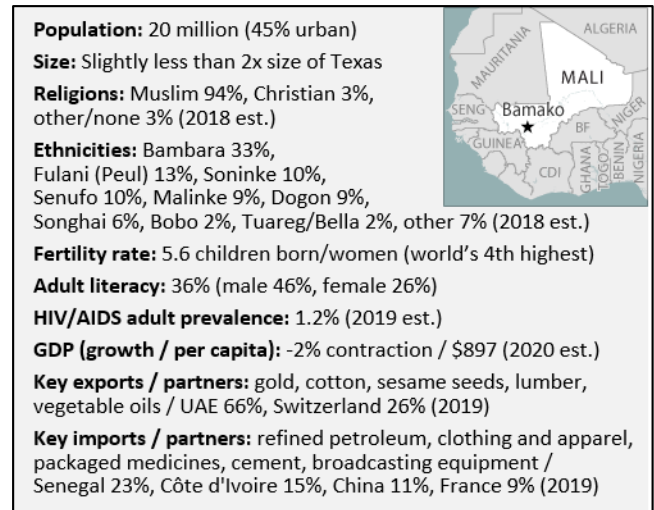 Population: 20 million (45% urban)
Size: Slightly less than 2x size of Texas
Religions: Muslim 94%, Christian 3%,
other/none 3% (2018 est.)
Ethnicities: Bambara 33%,
Fulani (Peul) 13%, Soninke 10%,
Senufo 10%, Malinke 9%, Dogon 9%,
Songhai 6%, Bobo 2%, Tuareg/Bella 2%, other 7% (2018 est.)
Fertility rate: 5.6 children born/women (world's 4th highest)
Adult literacy: 36% (male 46%, female 26%)
HIV/AIDS adult prevalence: 1.2% (2019 est.)
GDP (growth / per capita): -2% contraction / $897 (2020 est.)
Key exports / partners: gold, cotton, sesame seeds, lumber,
vegetable oils / UAE 66%, Switzerland 26% (2019)
Key imports / partners: refined petroleum, clothing and apparel,
packaged medicines, cement, broadcasting equipment /
Senegal 23%, Côte d'Ivoire 15%, China 11%, France 9% (2019)
ALGERIA
MAURITANIA
MALI
SENG
Bamako
NIGER
BF
GUINEA
CDI
GHANA
TOGO
BENIN
NIGERIA